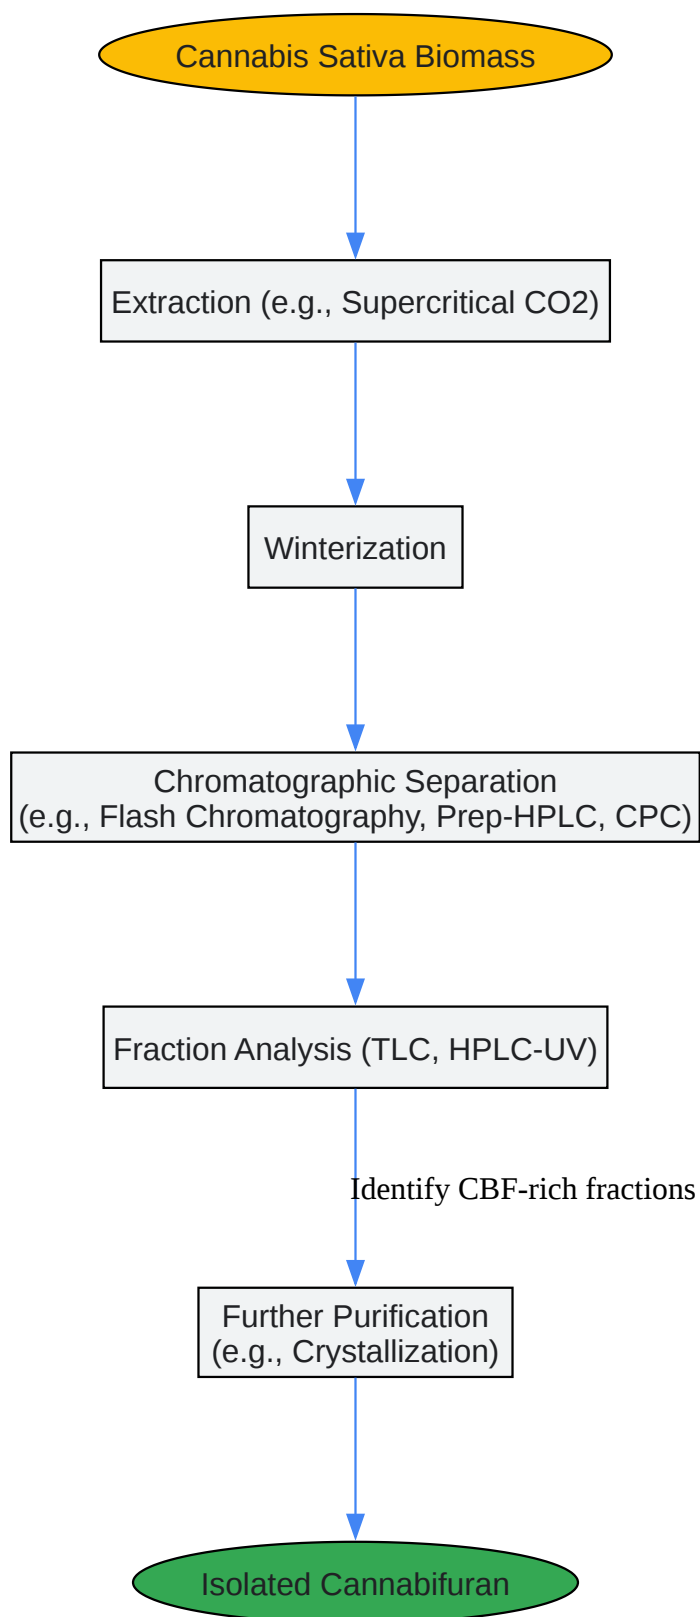 Cannabis Sativa Biomass
Extraction (e.g., Supercritical CO2)
Winterization
Chromatographic Separation
(e.g., Flash Chromatography, Prep-HPLC, CPC)
Fraction Analysis (TLC, HPLC-UV)
Identify CBF-rich fractions
Further Purification
(e.g., Crystallization)
Isolated Cannabifuran